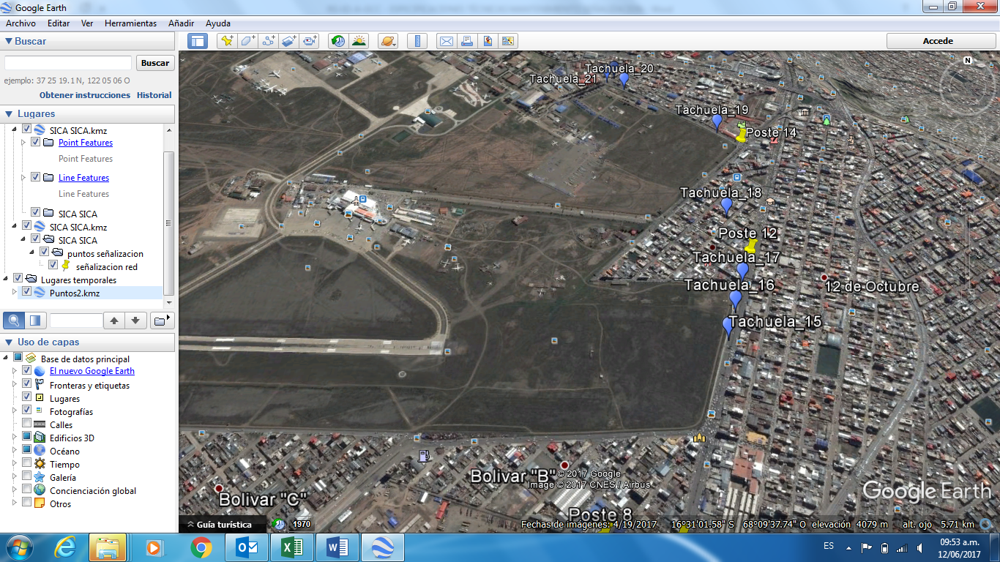 Google Earth
Archivo Editar Ver Herramientas Añadir Ayuda
Buscar
Buscar
ejemplo: 37 25 19.1 N, 122 05 06 O
Obtener instrucciones Historial
Lugares
SICA SICA.kmz
Point Features
Point Features
Line Features
Line Features
SICA SICA
SICA SICA.kmz
SICA SICA
puntos señalizacion
señalizacion red
Lugares temporales
Puntos2.kmz
Uso de capas
Base de datos principal
El nuevo Google Earth
Fronteras y etiquetas
Lugares
Fotografías
Calles
Edificios 3D
Océano
Tiempo
Galería
Concienciación global
Otros
Accede
N
Tachuela_20
Tachuela_21
Tachuela_19
Poste 14
Tachuela_18
Poste 12
Tachuela_17
Tachuela_16
12 de Octubre
Tachuela_15
Bolivar "B"
© 2017 Google
Image © 2017 CNES / Airbus
Bolivar "C"
Poste 8
Google Earth
Guía turística
1970
Fechas de imágenes: 4/19/2017 16°31'01.58" S 68°09'37.74" O elevación 4079 m alt. ojo 5.71 km
ES
09:53 a.m.
12/06/2017